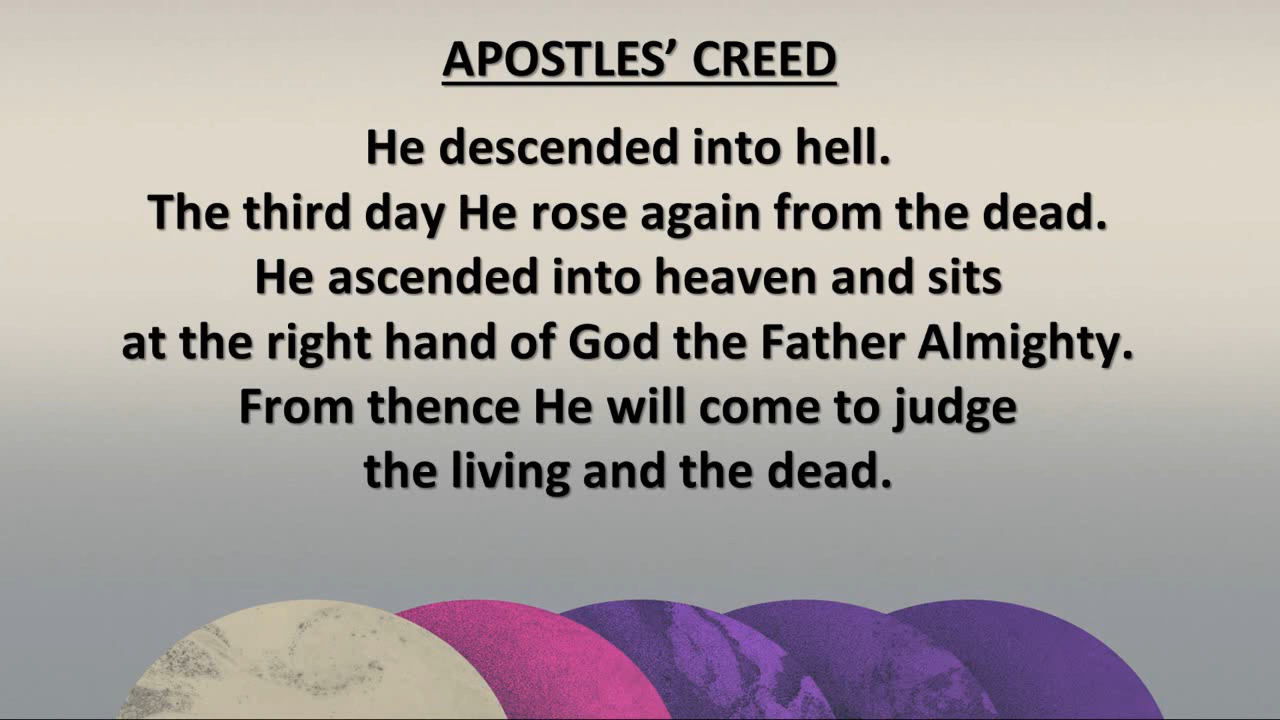 APOSTLES’ CREED
He descended into hell.
The third day He rose again from the dead.
He ascended into heaven and sits
at the right hand of God the Father Almighty.
From thence He will come to judge
the living and the dead.